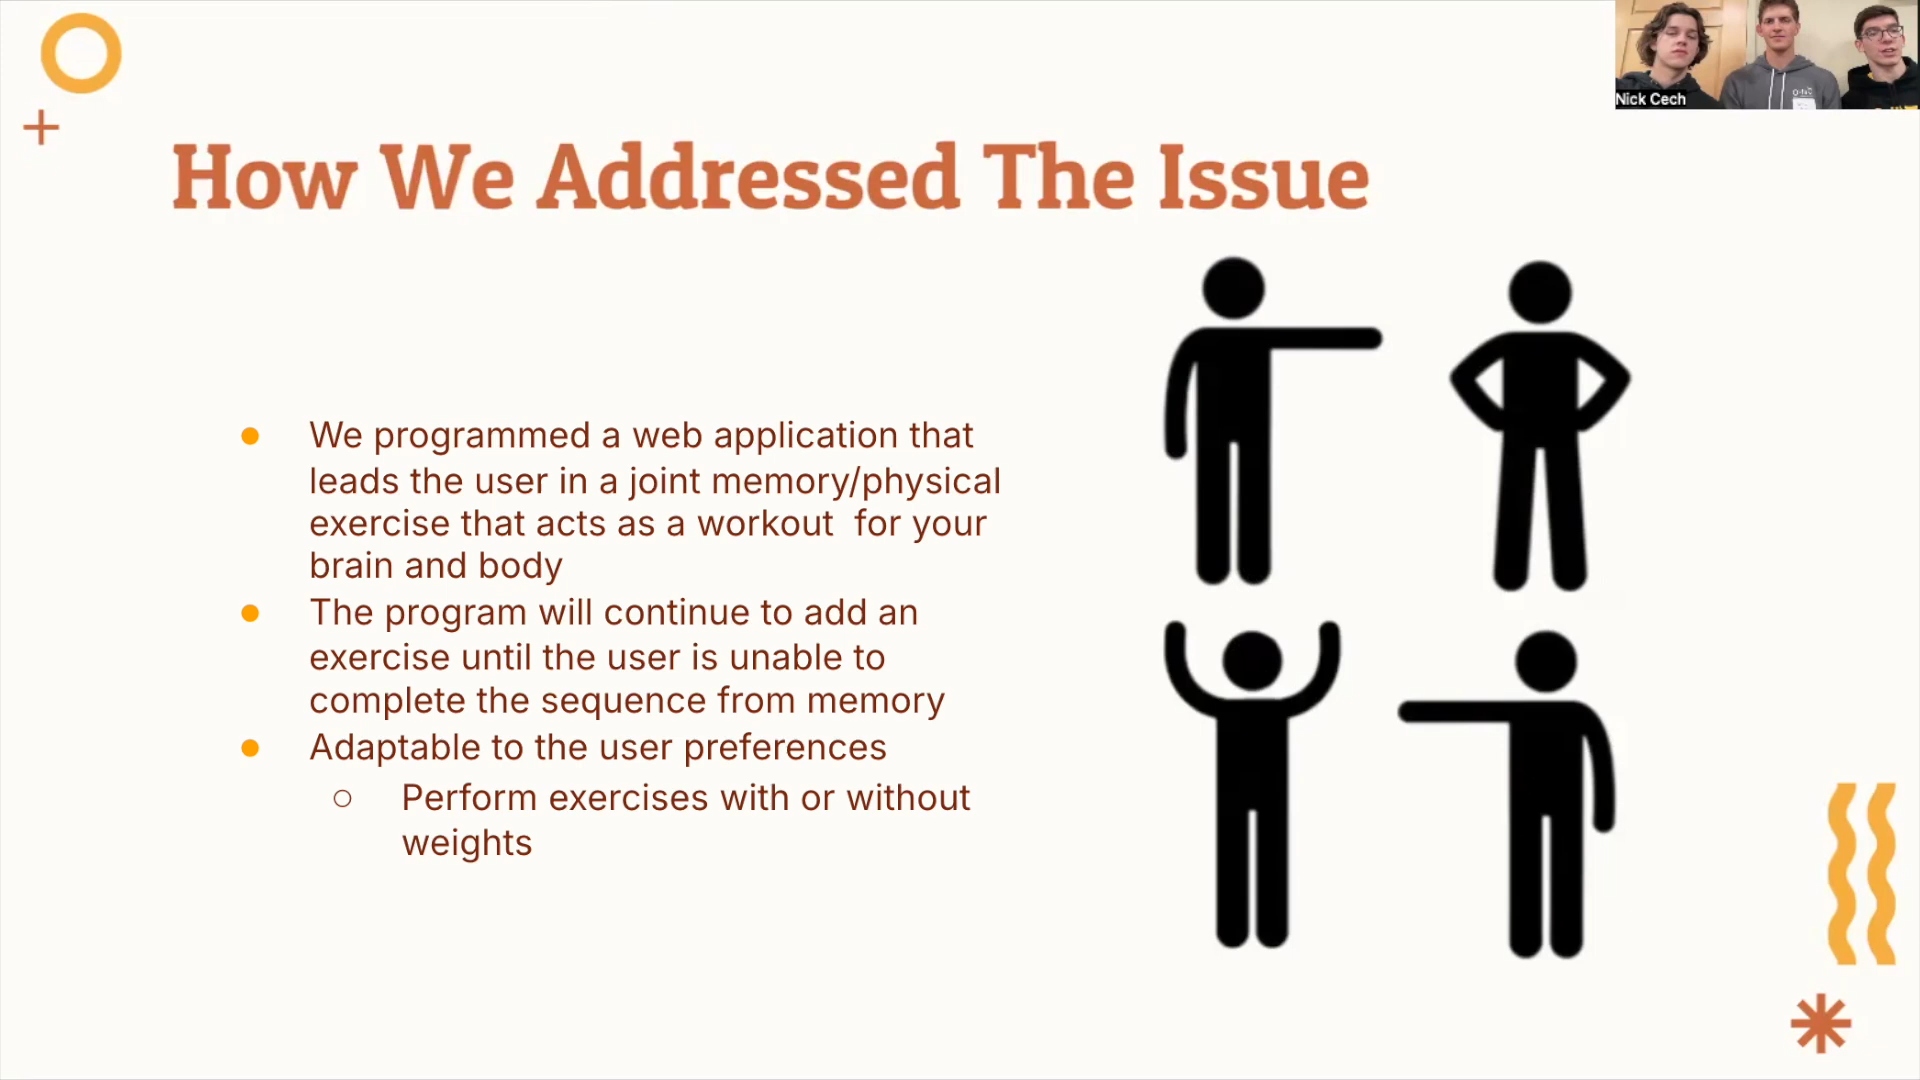 Nick Cech
How We Addressed The Issue
We programmed a web application that
leads the user in a joint memory/physical
exercise that acts as a workout  for your
brain and body
The program will continue to add an
exercise until the user is unable to
complete the sequence from memory
Adaptable to the user preferences
Perform exercises with or without
weights